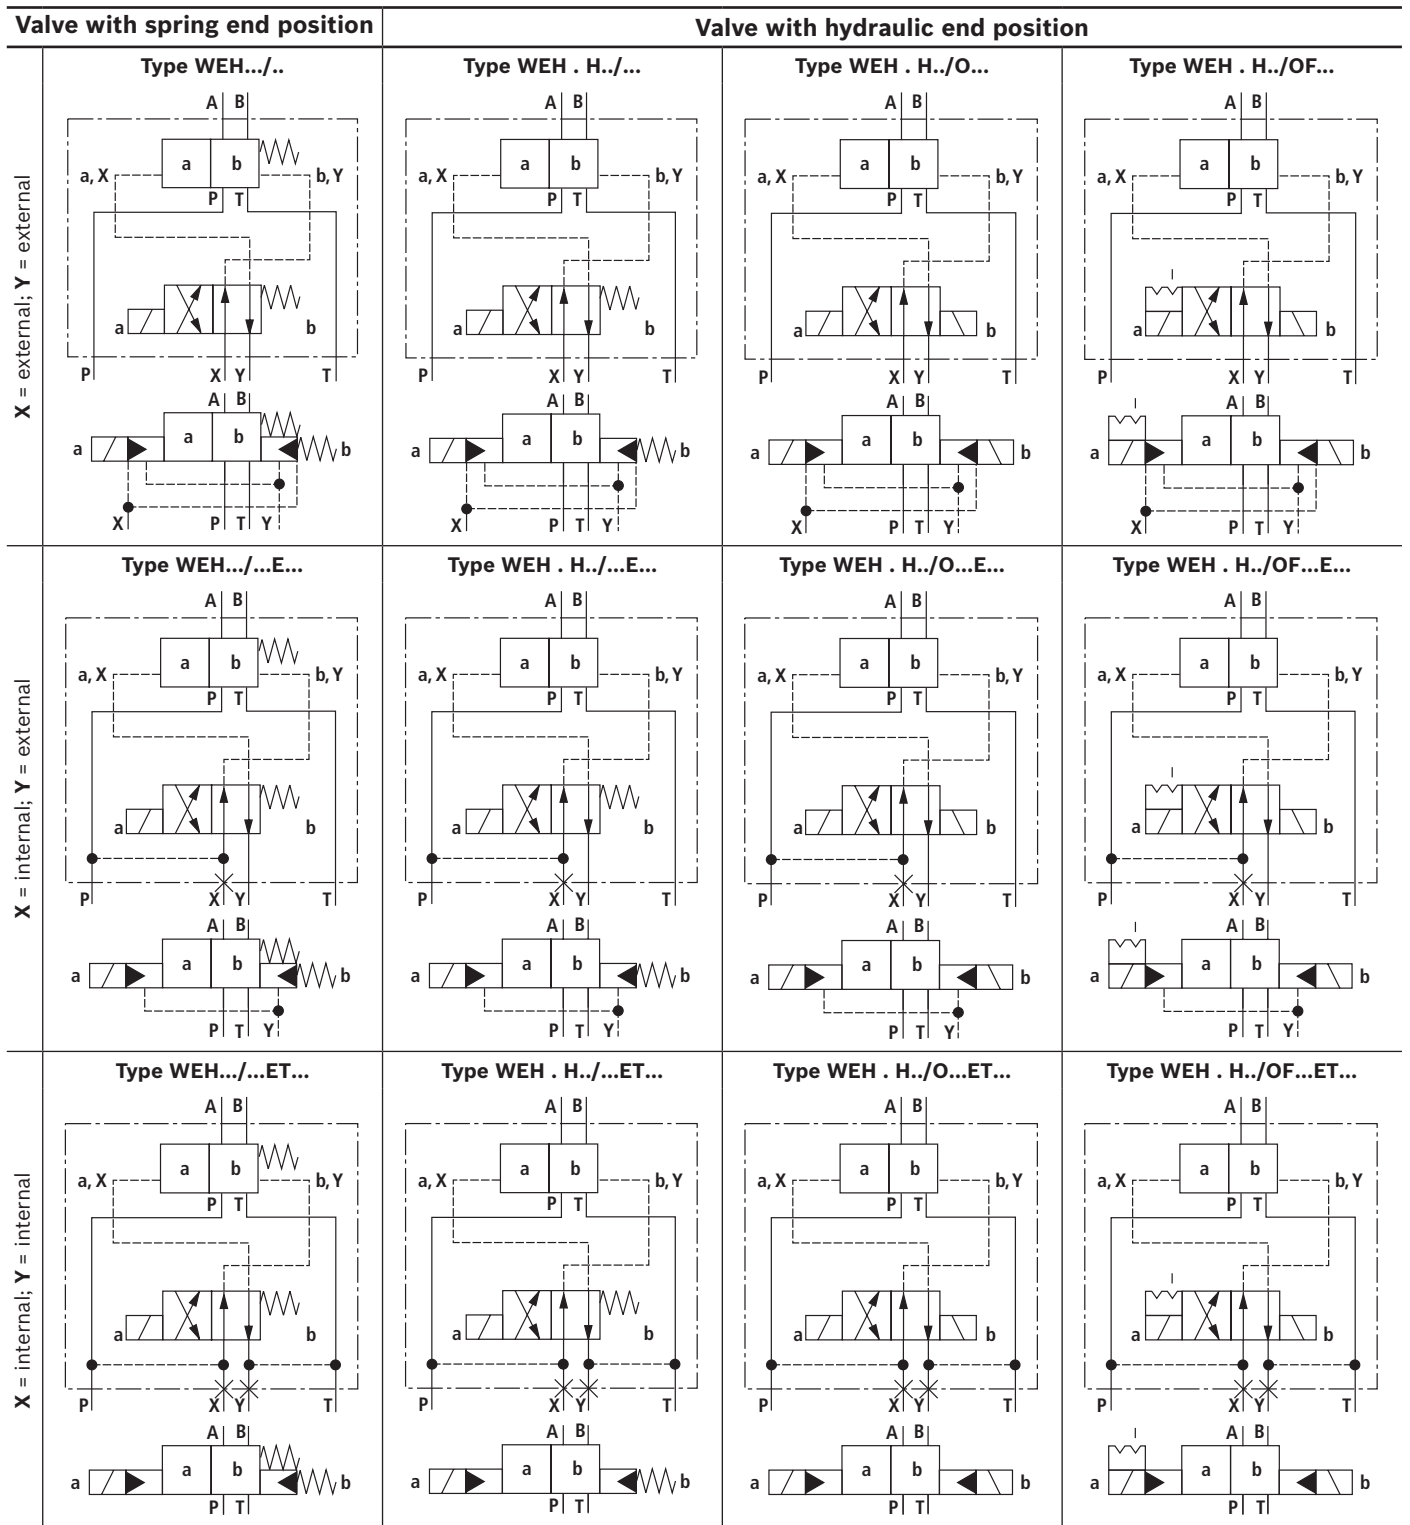 Valve with spring end position
Valve with hydraulic end position
X = external; Y = external
Type WEH.../..
Type WEH . H../...
Type WEH . H../O...
Type WEH . H../OF...
A B
A B
A B
A B
a b
a b
a b
a b
a, X b, Y
a, X b, Y
a, X b, Y
a, X b, Y
P T
P T
P T
P T
a b
a b
a b
a b
P X Y T
P X Y T
P X Y T
P X Y T
A B
A B
A B
A B
a a b b
a a b b
a a b b
a a b b
X P T Y
X P T Y
X P T Y
X P T Y
X = internal; Y = external
Type WEH.../...E...
Type WEH . H../...E...
Type WEH . H../O...E...
Type WEH . H../OF...E...
A B
A B
A B
A B
a b
a b
a b
a b
a, X b, Y
a, X b, Y
a, X b, Y
a, X b, Y
P T
P T
P T
P T
a b
a b
a b
a b
P X Y T
P X Y T
P X Y T
P X Y T
A B
A B
A B
A B
a a b b
a a b b
a a b b
a a b b
P T Y
P T Y
P T Y
P T Y
X = internal; Y = internal
Type WEH.../...ET...
Type WEH . H../...ET...
Type WEH . H../O...ET...
Type WEH . H../OF...ET...
A B
A B
A B
A B
a b
a b
a b
a b
a, X b, Y
a, X b, Y
a, X b, Y
a, X b, Y
P T
P T
P T
P T
a b
a b
a b
a b
P X Y T
P X Y T
P X Y T
P X Y T
A B
A B
A B
A B
a a b b
a a b b
a a b b
a a b b
P T
P T
P T
P T